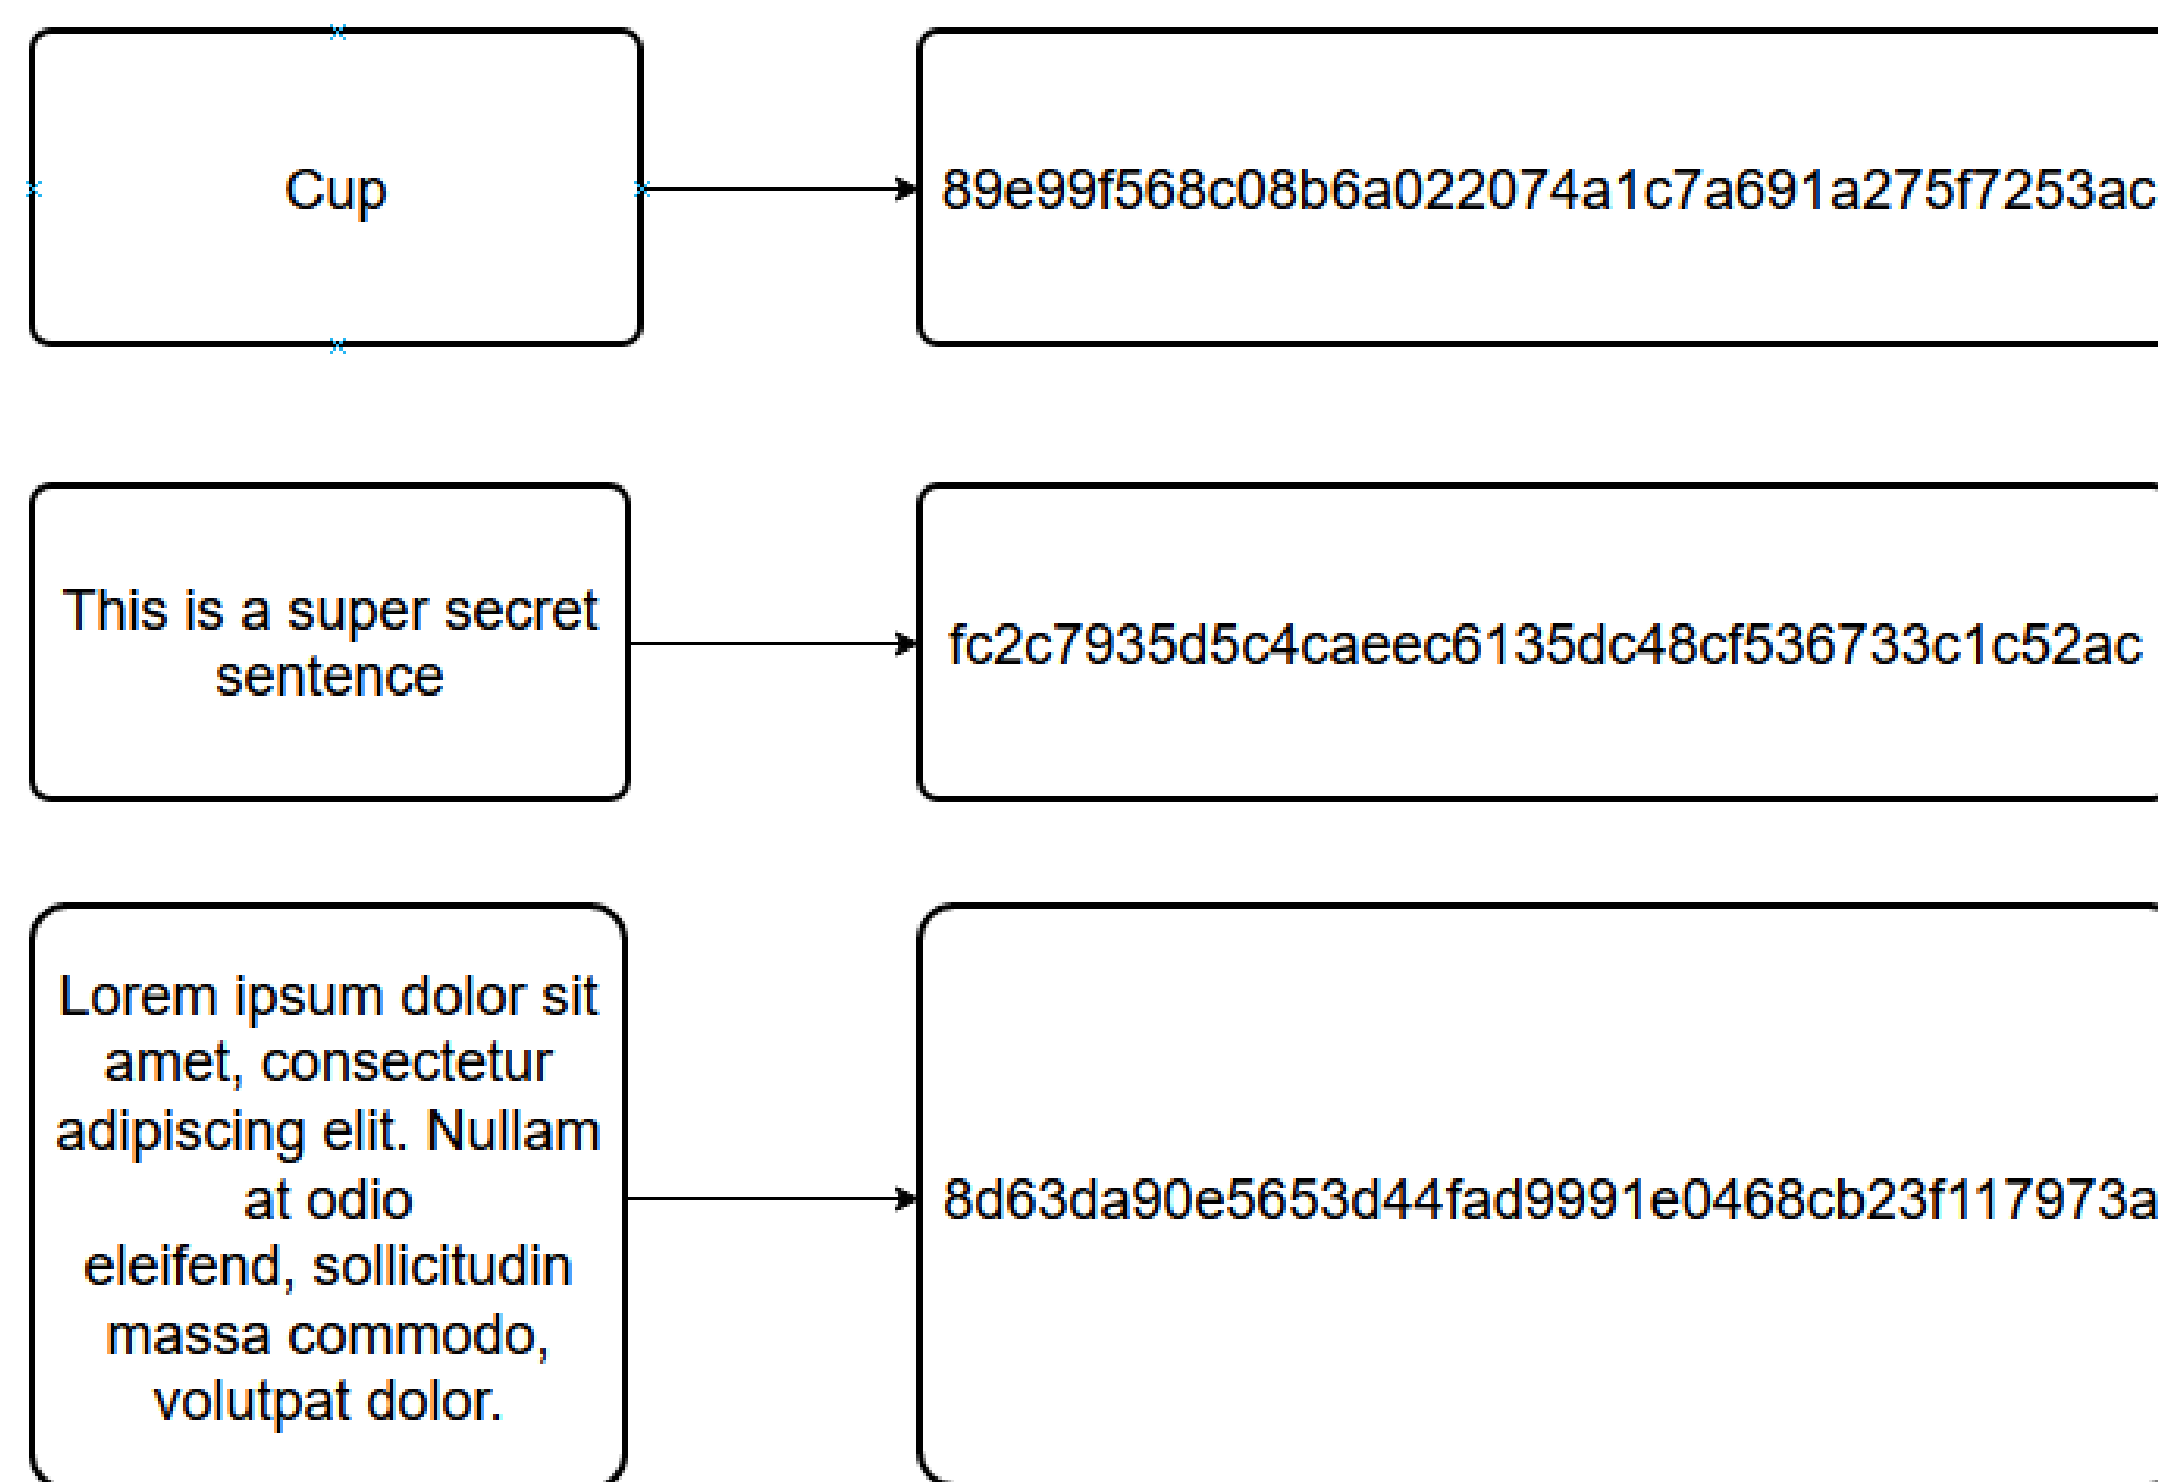 Cup
89e99f568c08b6a022074a1c7a691a275f7253ac
This is a super secret
sentence
fc2c7935d5c4caeec6135dc48cf536733c1c52ac
Lorem ipsum dolor sit
amet, consectetur
adipiscing elit. Nullam
at odio
eleifend, sollicitudin
massa commodo,
volutpat dolor.
8d63da90e5653d44fad9991e0468cb23f117973a